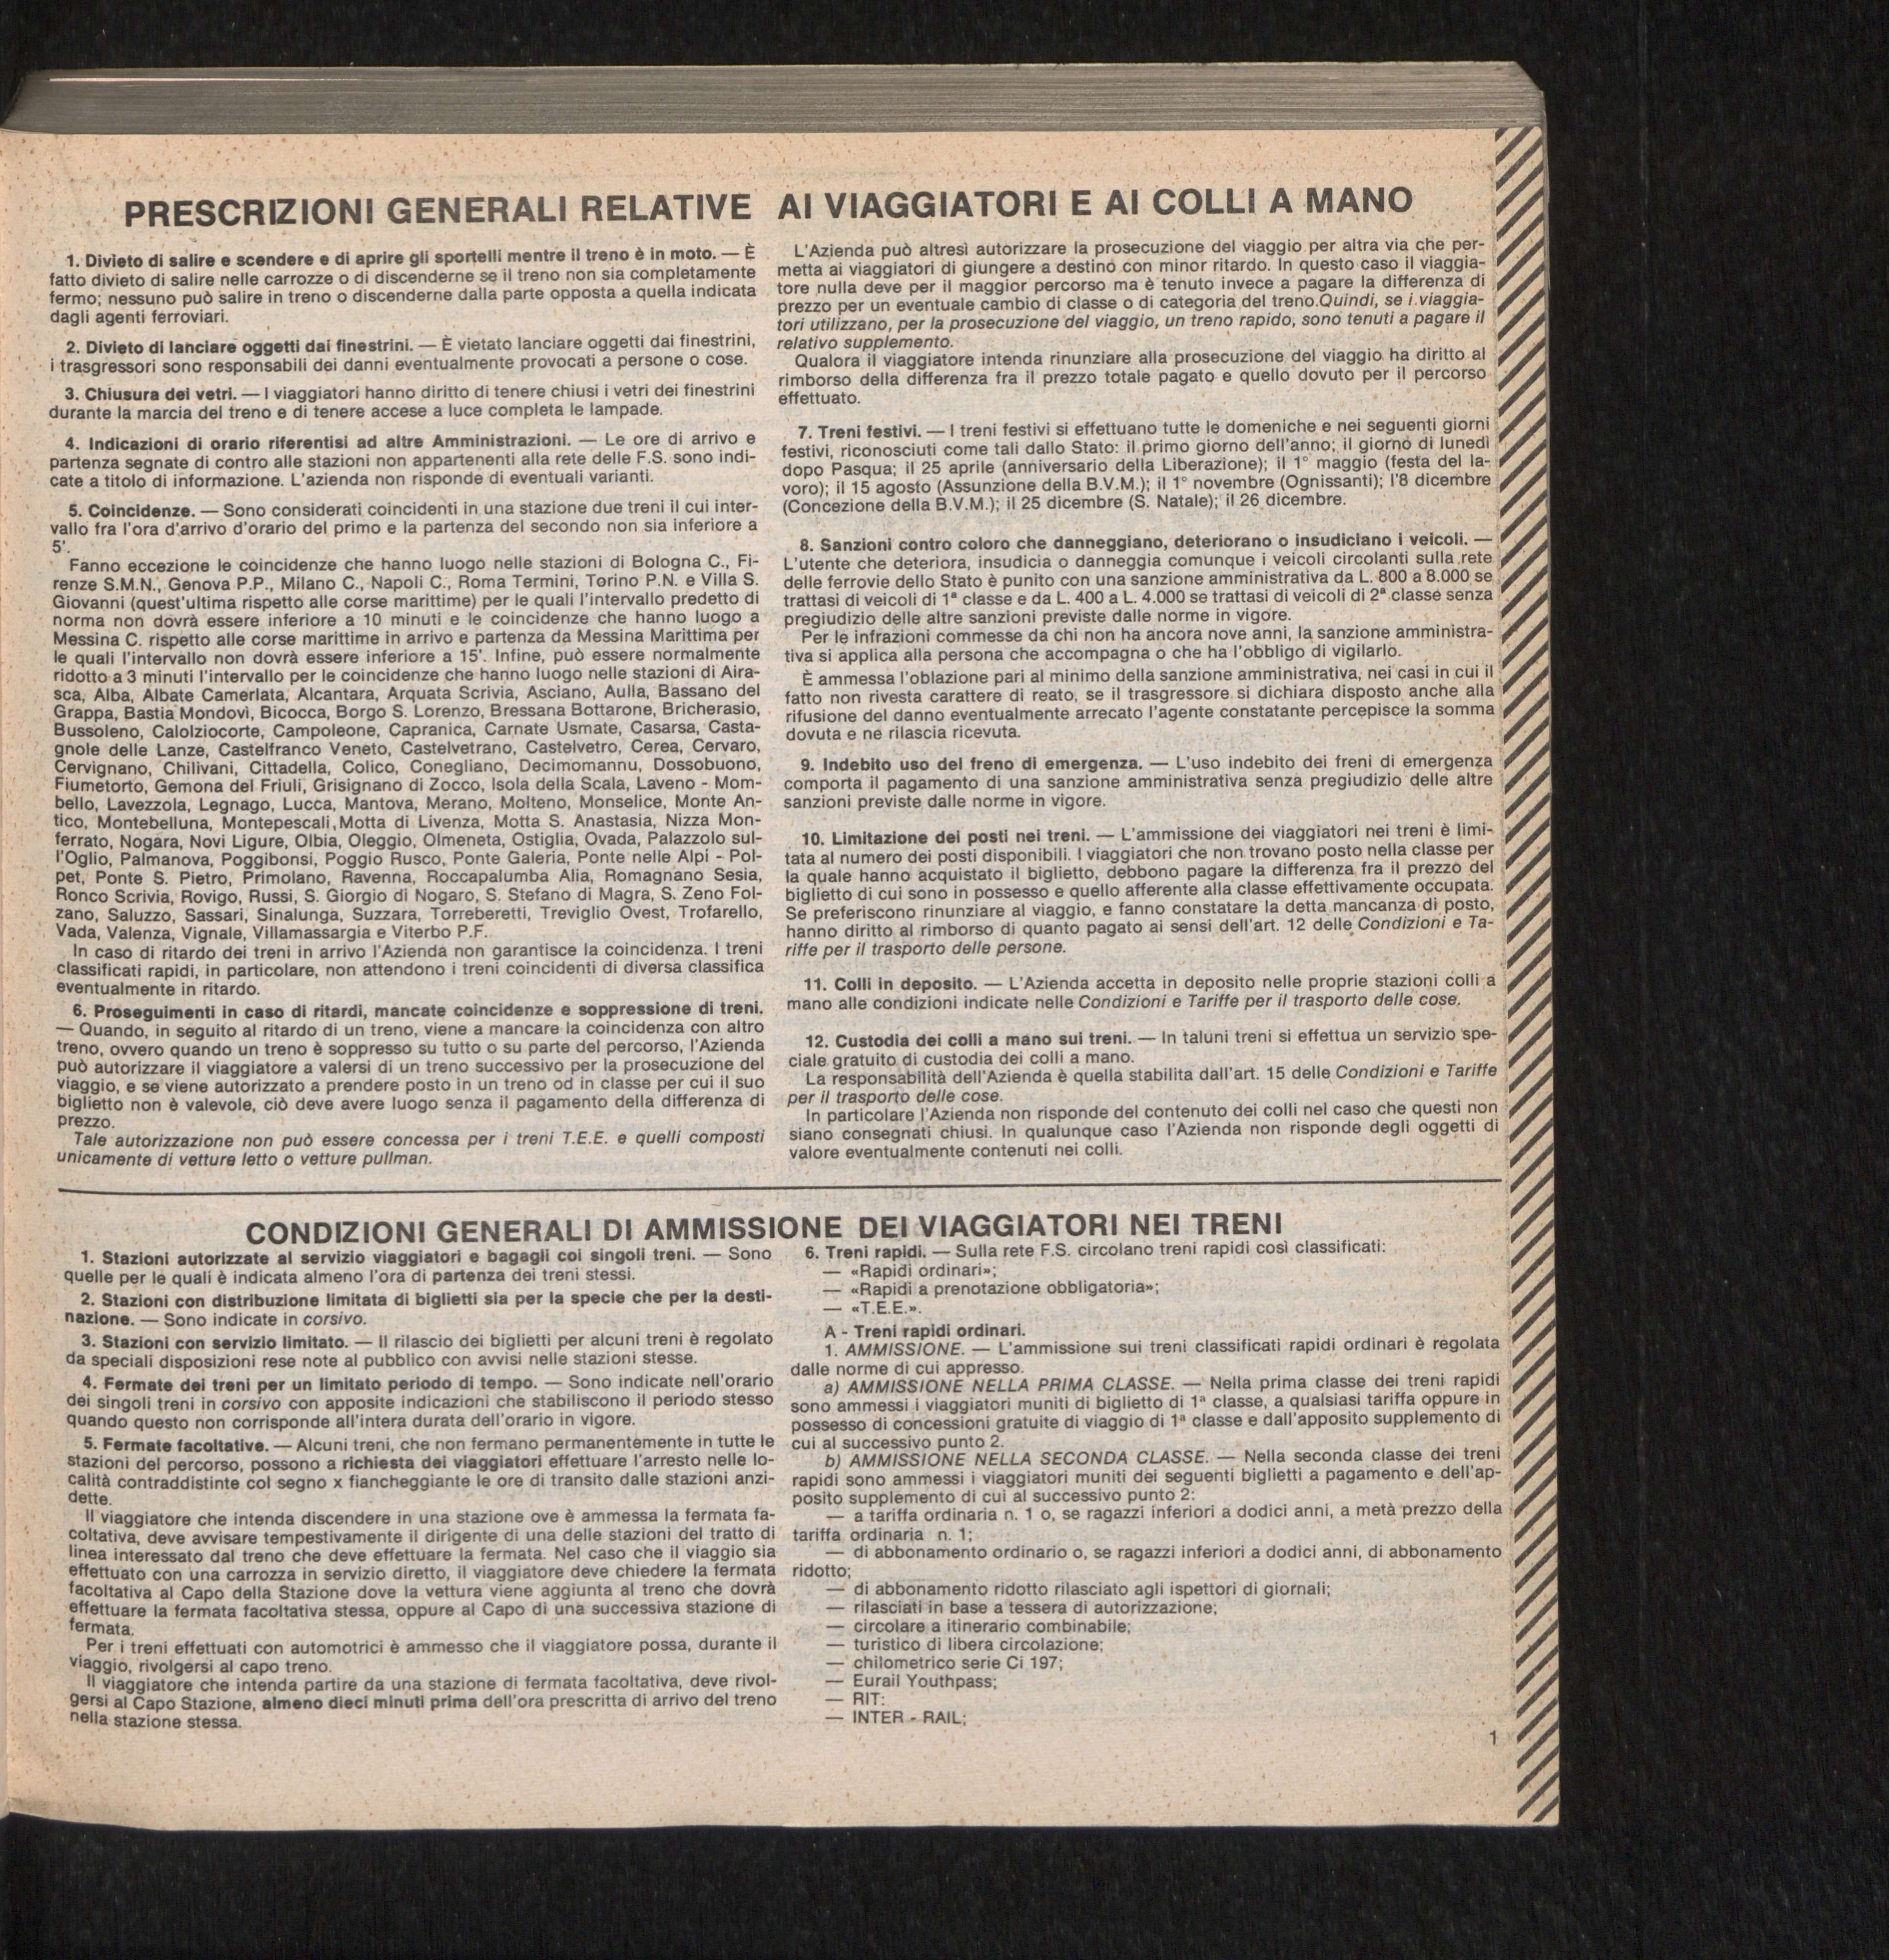 PRESCRIZIONI GENERALI RELATIVE AI VIAGGIATORI E AI COLLI A MANO
1. Divieto di salire e scendere e di aprire gli sportelli mentre il treno è in moto. — È
fatto divieto di salire nelle carrozze o di discenderne se il treno non sia completamente
fermo; nessuno può salire in treno o discenderne dalla parte opposta a quella indicata
dagli agenti ferroviari.
2. Divieto di lanciare oggetti dai finestrini. — È vietato lanciare oggetti dai finestrini,
i trasgressori sono responsabili dei danni eventualmente provocati a persone o cose.
3. Chiusura dei vetri. — I viaggiatori hanno diritto di tenere chiusi i vetri dei finestrini
durante la marcia del treno e di tenere accese a luce completa le lampade.
4. Indicazioni di orario riferentisi ad altre Amministrazioni. — Le ore di arrivo e
partenza segnate di contro alle stazioni non appartenenti alla rete delle F.S. sono indi-
cate a titolo di informazione. L'azienda non risponde di eventuali varianti.
5. Coincidenze. — Sono considerati coincidenti in una stazione due treni il cui inter-
vallo fra l'ora d'arrivo d'orario del primo e la partenza del secondo non sia inferiore a
5'.
Fanno eccezione le coincidenze che hanno luogo nelle stazioni di Bologna C., Fi-
renze S.M.N., Genova P.P., Milano C., Napoli C., Roma Termini, Torino P.N. e Villa S.
Giovanni (quest'ultima rispetto alle corse marittime) per le quali l'intervallo predetto di
norma non dovrà essere inferiore a 10 minuti e le coincidenze che hanno luogo a
Messina C. rispetto alle corse marittime in arrivo e partenza da Messina Marittima per
le quali l'intervallo non dovrà essere inferiore a 15'. Infine, può essere normalmente
ridotto a 3 minuti l'intervallo per le coincidenze che hanno luogo nelle stazioni di Aira-
sca, Alba, Albate Camerlata, Alcantara, Arquata Scrivia, Asciano, Aulla, Bassano del
Grappa, Bastia Mondovì, Bicocca, Borgo S. Lorenzo, Bressana Bottarone, Bricherasio,
Bussoleno, Calolziocorte, Campoleone, Capranica, Carnate Usmate, Casarsa, Casta-
gnole delle Lanze, Castelfranco Veneto, Castelvetrano, Castelvetro, Cerea, Cervaro,
Cervignano, Chilivani, Cittadella, Colico, Conegliano, Decimomannu, Dossobuono,
Fiumetorto, Gemona del Friuli, Grisignano di Zocco, Isola della Scala, Laveno - Mom-
bello, Lavezzola, Legnago, Lucca, Mantova, Merano, Molteno, Monselice, Monte An-
tico, Montebelluna, Montepescali, Motta di Livenza, Motta S. Anastasia, Nizza Mon-
ferrato, Nogara, Novi Ligure, Olbia, Oleggio, Olmeneta, Ostiglia, Ovada, Palazzolo sul-
l'Oglio, Palmanova, Poggibonsi, Poggio Rusco, Ponte Galeria, Ponte nelle Alpi - Pol-
pet, Ponte S. Pietro, Primolano, Ravenna, Roccapalumba Alia, Romagnano Sesia,
Ronco Scrivia, Rovigo, Russi, S. Giorgio di Nogaro, S. Stefano di Magra, S. Zeno Fol-
zano, Saluzzo, Sassari, Sinalunga, Suzzara, Torreberetti, Treviglio Ovest, Trofarello,
Vada, Valenza, Vignale, Villamassargia e Viterbo P.F.
In caso di ritardo dei treni in arrivo l'Azienda non garantisce la coincidenza. I treni
classificati rapidi, in particolare, non attendono i treni coincidenti di diversa classifica
eventualmente in ritardo.
6. Proseguimenti in caso di ritardi, mancate coincidenze e soppressione di treni.
— Quando, in seguito al ritardo di un treno, viene a mancare la coincidenza con altro
treno, ovvero quando un treno è soppresso su tutto o su parte del percorso, l'Azienda
può autorizzare il viaggiatore a valersi di un treno successivo per la prosecuzione del
viaggio, e se viene autorizzato a prendere posto in un treno od in classe per cui il suo
biglietto non è valevole, ciò deve avere luogo senza il pagamento della differenza di
prezzo.
Tale autorizzazione non può essere concessa per i treni T.E.E. e quelli composti
unicamente di vetture letto o vetture pullman.
L'Azienda può altresì autorizzare la prosecuzione del viaggio per altra via che per-
metta ai viaggiatori di giungere a destino con minor ritardo. In questo caso il viaggia-
tore nulla deve per il maggior percorso ma è tenuto invece a pagare la differenza di
prezzo per un eventuale cambio di classe o di categoria del treno.Quindi, se i viaggia-
tori utilizzano, per la prosecuzione del viaggio, un treno rapido, sono tenuti a pagare il
relativo supplemento.
Qualora il viaggiatore intenda rinunziare alla prosecuzione del viaggio ha diritto al
rimborso della differenza fra il prezzo totale pagato e quello dovuto per il percorso
effettuato.
7. Treni festivi. — I treni festivi si effettuano tutte le domeniche e nei seguenti giorni
festivi, riconosciuti come tali dallo Stato: il primo giorno dell'anno; il giorno di lunedì
dopo Pasqua; il 25 aprile (anniversario della Liberazione); il 1° maggio (festa del la-
voro); il 15 agosto (Assunzione della B.V.M.); il 1° novembre (Ognissanti); l'8 dicembre
(Concezione della B.V.M.); il 25 dicembre (S. Natale); il 26 dicembre.
8. Sanzioni contro coloro che danneggiano, deteriorano o insudiciano i veicoli. —
L'utente che deteriora, insudicia o danneggia comunque i veicoli circolanti sulla rete
delle ferrovie dello Stato è punito con una sanzione amministrativa da L. 800 a 8.000 se
trattasi di veicoli di 1ª classe e da L. 400 a L. 4.000 se trattasi di veicoli di 2ª classe senza
pregiudizio delle altre sanzioni previste dalle norme in vigore.
Per le infrazioni commesse da chi non ha ancora nove anni, la sanzione amministra-
tiva si applica alla persona che accompagna o che ha l'obbligo di vigilarlo.
È ammessa l'oblazione pari al minimo della sanzione amministrativa, nei casi in cui il
fatto non rivesta carattere di reato, se il trasgressore si dichiara disposto anche alla
rifusione del danno eventualmente arrecato l'agente constatante percepisce la somma
dovuta e ne rilascia ricevuta.
9. Indebito uso del freno di emergenza. — L'uso indebito dei freni di emergenza
comporta il pagamento di una sanzione amministrativa senza pregiudizio delle altre
sanzioni previste dalle norme in vigore.
10. Limitazione dei posti nei treni. — L'ammissione dei viaggiatori nei treni è limi-
tata al numero dei posti disponibili. I viaggiatori che non trovano posto nella classe per
la quale hanno acquistato il biglietto, debbono pagare la differenza fra il prezzo del
biglietto di cui sono in possesso e quello afferente alla classe effettivamente occupata.
Se preferiscono rinunziare al viaggio, e fanno constatare la detta mancanza di posto,
hanno diritto al rimborso di quanto pagato ai sensi dell'art. 12 delle Condizioni e Ta-
riffe per il trasporto delle persone.
11. Colli in deposito. — L'Azienda accetta in deposito nelle proprie stazioni colli a
mano alle condizioni indicate nelle Condizioni e Tariffe per il trasporto delle cose.
12. Custodia dei colli a mano sui treni. — In taluni treni si effettua un servizio spe-
ciale gratuito di custodia dei colli a mano.
La responsabilità dell'Azienda è quella stabilita dall'art. 15 delle Condizioni e Tariffe
per il trasporto delle cose.
In particolare l'Azienda non risponde del contenuto dei colli nel caso che questi non
siano consegnati chiusi. In qualunque caso l'Azienda non risponde degli oggetti di
valore eventualmente contenuti nei colli.
CONDIZIONI GENERALI DI AMMISSIONE DEI VIAGGIATORI NEI TRENI
1. Stazioni autorizzate al servizio viaggiatori e bagagli coi singoli treni. — Sono
quelle per le quali è indicata almeno l'ora di partenza dei treni stessi.
2. Stazioni con distribuzione limitata di biglietti sia per la specie che per la desti-
nazione. — Sono indicate in corsivo.
3. Stazioni con servizio limitato. — Il rilascio dei biglietti per alcuni treni è regolato
da speciali disposizioni rese note al pubblico con avvisi nelle stazioni stesse.
4. Fermate dei treni per un limitato periodo di tempo. — Sono indicate nell'orario
dei singoli treni in corsivo con apposite indicazioni che stabiliscono il periodo stesso
quando questo non corrisponde all'intera durata dell'orario in vigore.
5. Fermate facoltative. — Alcuni treni, che non fermano permanentemente in tutte le
stazioni del percorso, possono a richiesta dei viaggiatori effettuare l'arresto nelle lo-
calità contraddistinte col segno x fiancheggiante le ore di transito dalle stazioni anzi-
dette.
Il viaggiatore che intenda discendere in una stazione ove è ammessa la fermata fa-
coltativa, deve avvisare tempestivamente il dirigente di una delle stazioni del tratto di
linea interessato dal treno che deve effettuare la fermata. Nel caso che il viaggio sia
effettuato con una carrozza in servizio diretto, il viaggiatore deve chiedere la fermata
facoltativa al Capo della Stazione dove la vettura viene aggiunta al treno che dovrà
effettuare la fermata facoltativa stessa, oppure al Capo di una successiva stazione di
fermata.
Per i treni effettuati con automotrici è ammesso che il viaggiatore possa, durante il
viaggio, rivolgersi al capo treno.
Il viaggiatore che intenda partire da una stazione di fermata facoltativa, deve rivol-
gersi al Capo Stazione, almeno dieci minuti prima dell'ora prescritta di arrivo del treno
nella stazione stessa.
6. Treni rapidi. — Sulla rete F.S. circolano treni rapidi così classificati:
— «Rapidi ordinari»;
— «Rapidi a prenotazione obbligatoria»;
— «T.E.E.».
A - Treni rapidi ordinari.
1. AMMISSIONE. — L'ammissione sui treni classificati rapidi ordinari è regolata
dalle norme di cui appresso.
a) AMMISSIONE NELLA PRIMA CLASSE. — Nella prima classe dei treni rapidi
sono ammessi i viaggiatori muniti di biglietto di 1ª classe, a qualsiasi tariffa oppure in
possesso di concessioni gratuite di viaggio di 1ª classe e dall'apposito supplemento di
cui al successivo punto 2.
b) AMMISSIONE NELLA SECONDA CLASSE. — Nella seconda classe dei treni
rapidi sono ammessi i viaggiatori muniti dei seguenti biglietti a pagamento e dell'ap-
posito supplemento di cui al successivo punto 2:
— a tariffa ordinaria n. 1 o, se ragazzi inferiori a dodici anni, a metà prezzo della
tariffa ordinaria n. 1;
— di abbonamento ordinario o, se ragazzi inferiori a dodici anni, di abbonamento
ridotto;
— di abbonamento ridotto rilasciato agli ispettori di giornali;
— rilasciati in base a tessera di autorizzazione;
— circolare a itinerario combinabile;
— turistico di libera circolazione;
— chilometrico serie Ci 197;
— Eurail Youthpass;
— RIT:
— INTER - RAIL;
1